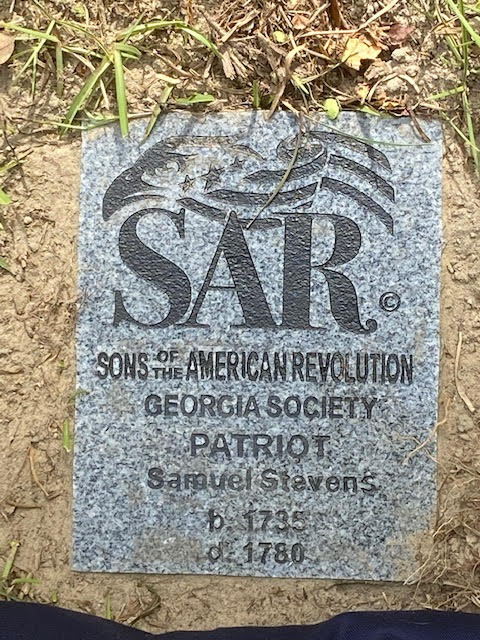 SAR©
SONS OF THE AMERICAN REVOLUTION
GEORGIA SOCIETY
PATRIOT
Samuel Stevens
b. 1735
d. 1780